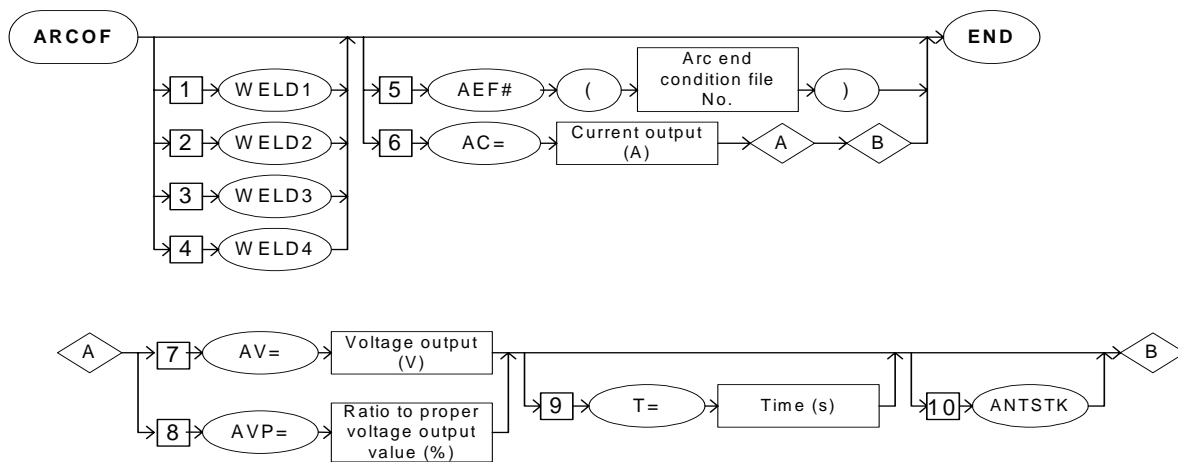 ARCOF
END
1 WELD1
2 WELD2
3 WELD3
4 WELD4
5 AEF# ( Arc end
condition file
No. )
6 AC= Current output
(A) A B
A 7 AV= Voltage output
(V)
8 AVP= Ratio to proper
voltage output
value (%)
9 T= Time (s)
10 ANTSTK
B